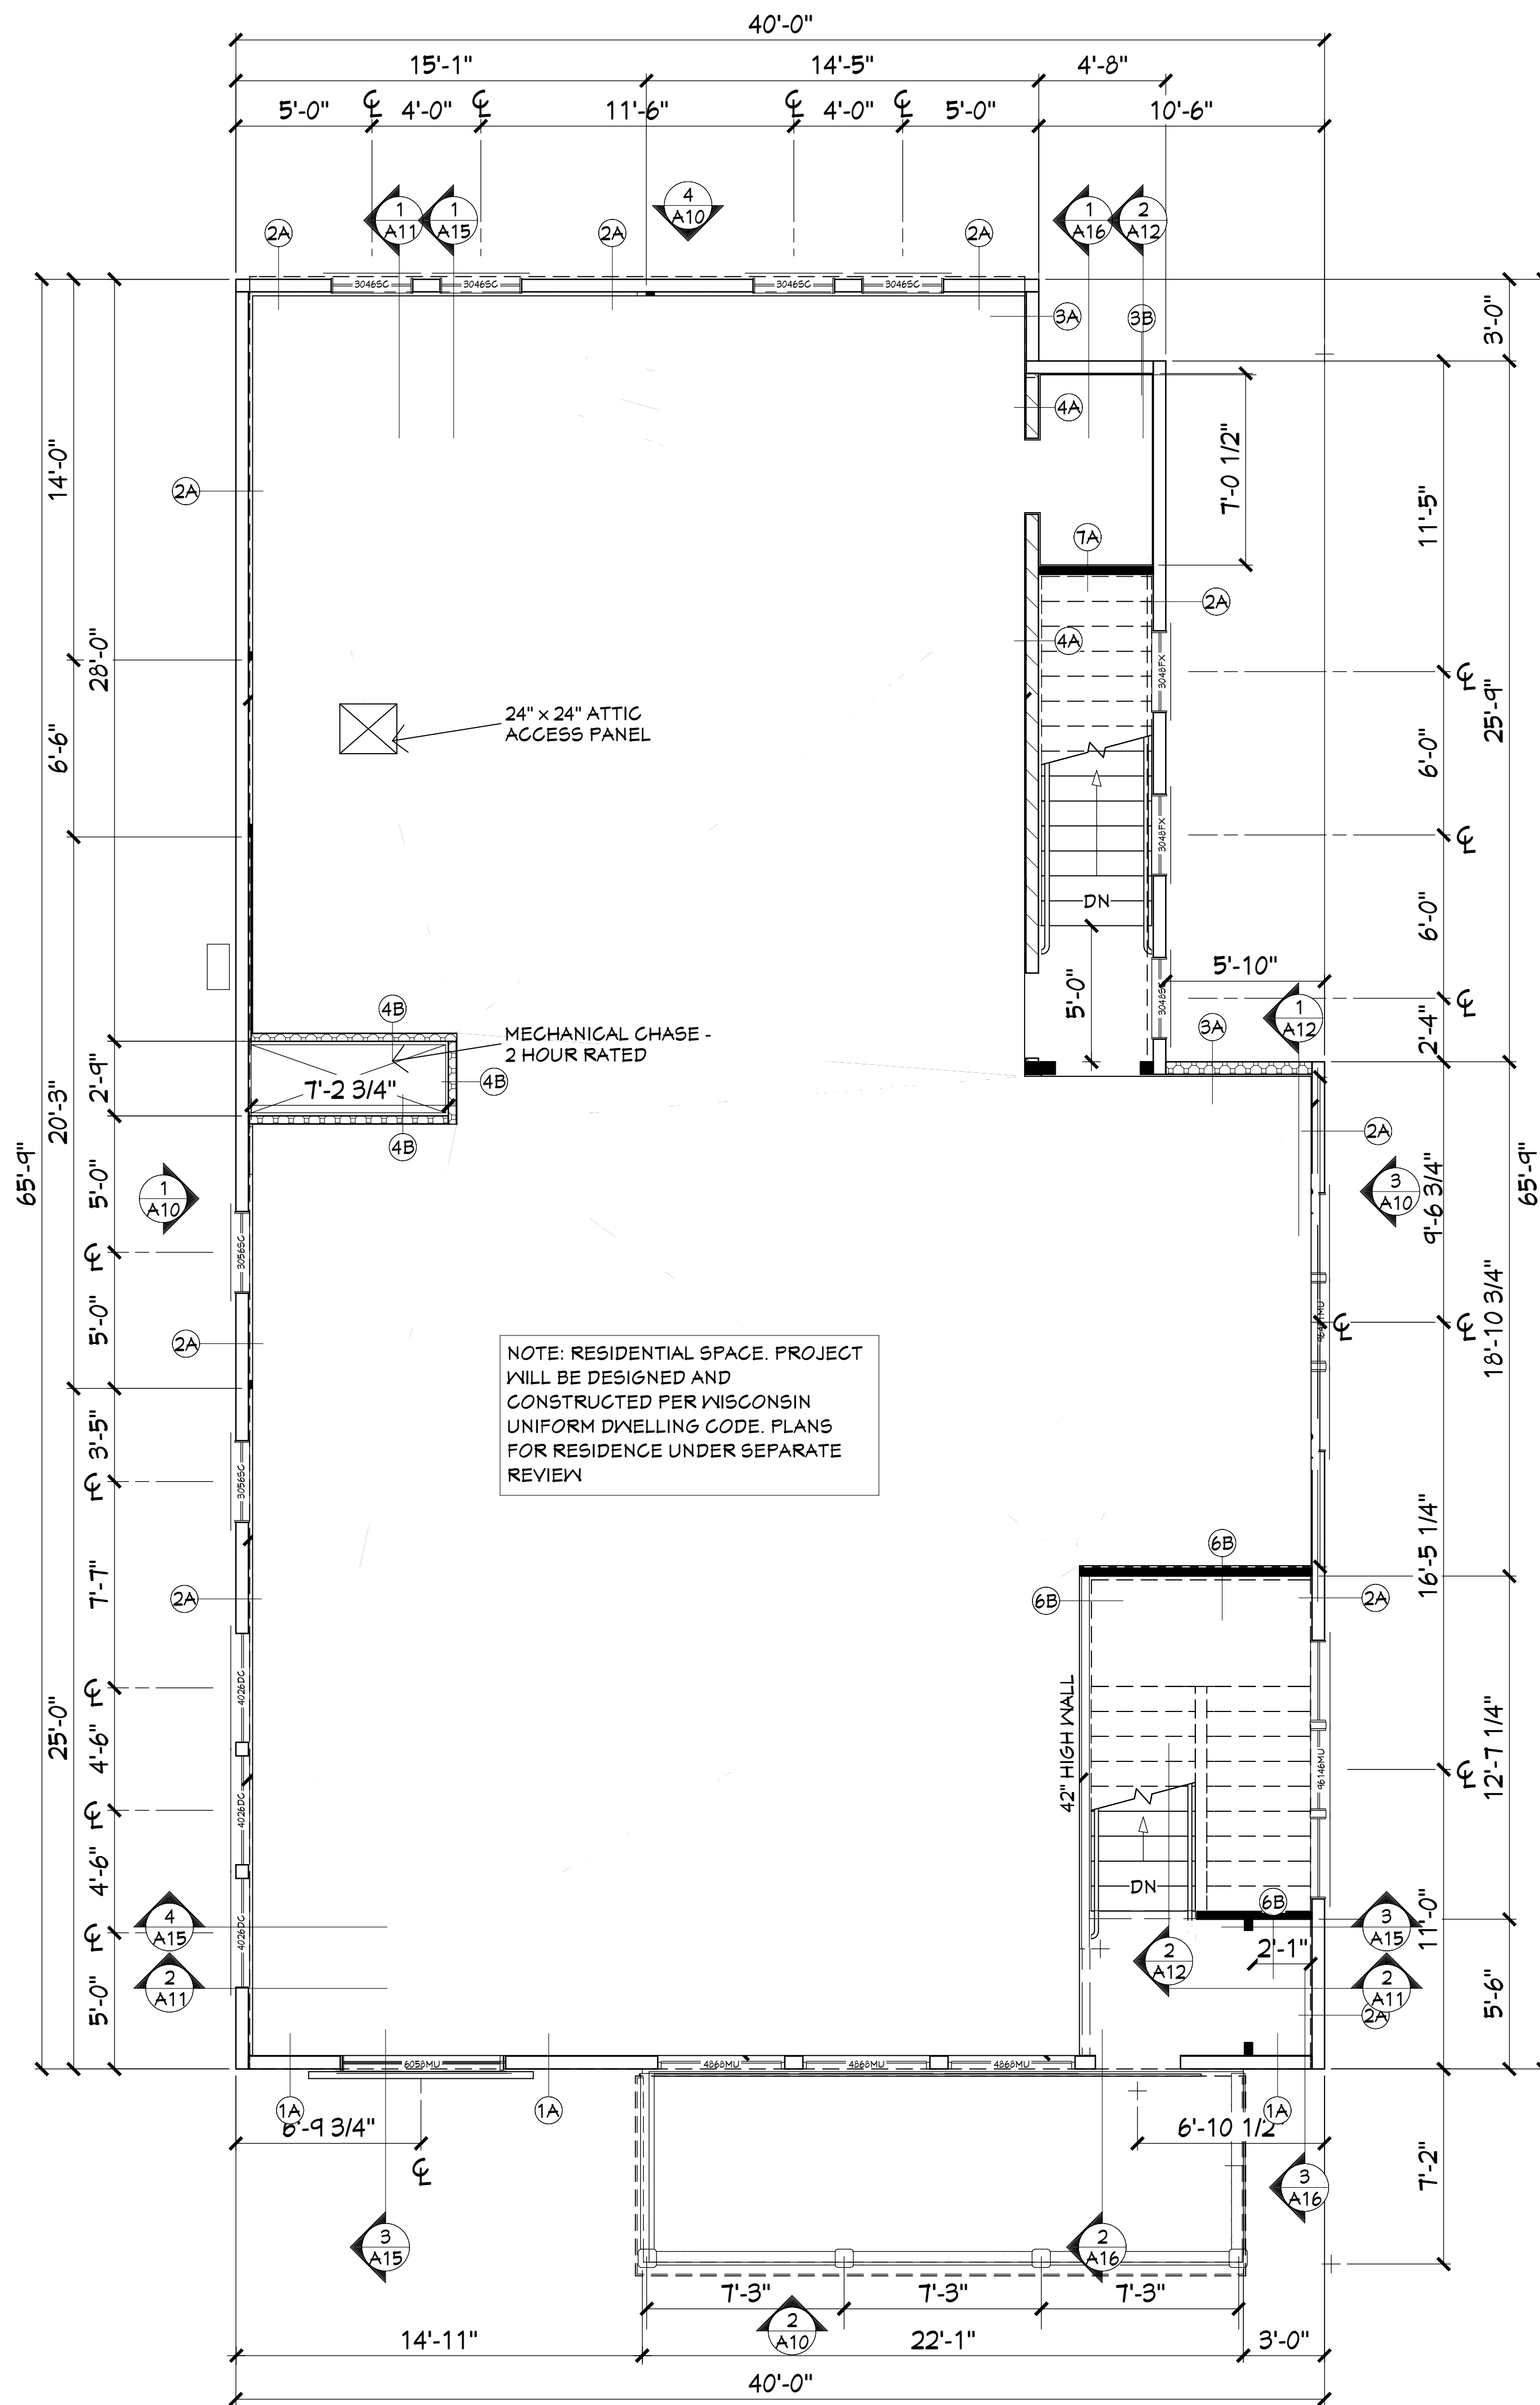 40'-0"
15'-1" 14'-5" 4'-8"
5'-0" ℄ 4'-0" ℄ 11'-6" ℄ 4'-0" ℄ 5'-0" 10'-6"
1 A11
1 A15
4 A10
1 A16
2 A12
2A 2A 2A
3046SC 3046SC 3046SC 3046SC
3A 3B
3'-0"
4A
14'-0"
7'-0 1/2"
11'-5"
2A
7A
2A
4A
28'-0"
3048FX
℄
25'-9"
24" x 24" ATTIC
ACCESS PANEL
6'-6"
6'-0"
3048FX
℄
DN
6'-0"
5'-10"
5'-0"
℄
4B
MECHANICAL CHASE -
2 HOUR RATED
3A
1 A12
2'-4"
2'-9"
7'-2 3/4"
4B
4B
20'-3"
65'-9"
2A
1 A10
5'-0"
3 A10
9'-6 3/4"
65'-9"
℄
3056SC
5'-0"
2A
℄ ℄
18'-10 3/4"
NOTE: RESIDENTIAL SPACE. PROJECT
WILL BE DESIGNED AND
CONSTRUCTED PER WISCONSIN
UNIFORM DWELLING CODE. PLANS
FOR RESIDENCE UNDER SEPARATE
REVIEW
3'-5"
℄
3056SC
16'-5 1/4"
7'-7"
2A
6B
6B
2A
℄
4026DC
42" HIGH WALL
25'-0"
4'-6"
℄
4026DC
96146MU
℄
12'-7 1/4"
4'-6"
DN
6B
4 A15
℄
4026DC
3 A15
11'-0"
2'-1"
2 A12
2 A11
5'-0"
2 A11
2A
5'-6"
6058MU 4868MU 4868MU 4868MU
1A 1A 1A
6'-9 3/4"
℄
6'-10 1/2"
7'-2"
3 A16
3 A15
2 A16
7'-3" 7'-3" 7'-3"
2 A10
14'-11" 22'-1" 3'-0"
40'-0"